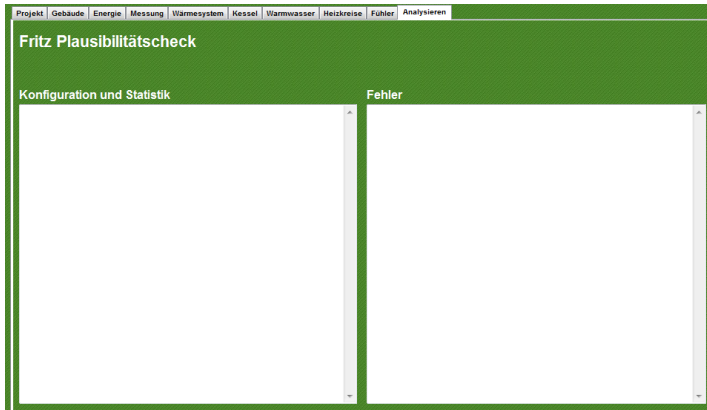 Projekt Gebäude Energie Messung Wärmesystem Kessel Warmwasser Heizkreise Fühler Analysieren
Fritz Plausibilitätscheck
Konfiguration und Statistik
Fehler